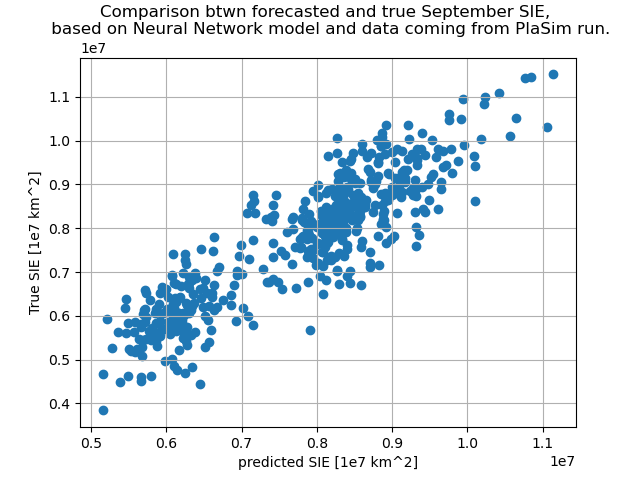 Comparison btwn forecasted and true September SIE,
based on Neural Network model and data coming from PlaSim run.
1e7
1.1
1.0
0.9
0.8
0.7
0.6
0.5
0.4
True SIE [1e7 km^2]
0.5 0.6 0.7 0.8 0.9 1.0 1.1
predicted SIE [1e7 km^2]
1e7